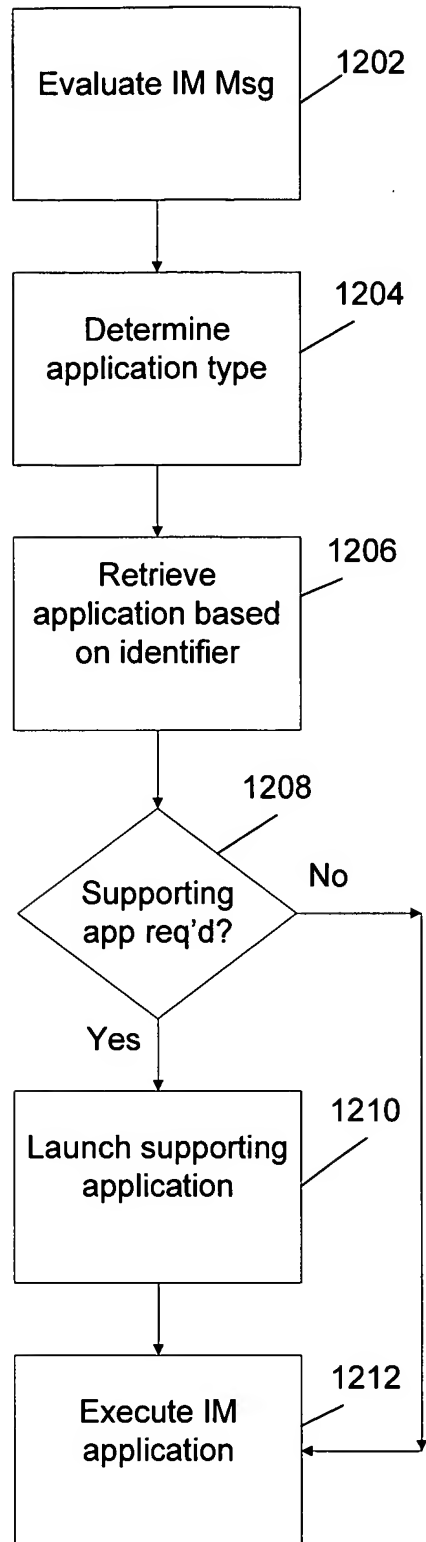 Evaluate IM Msg
1202
1204
Determine
application type
1206
Retrieve
application based
on identifier
1208
Supporting
app req'd?
No
Yes
1210
Launch supporting
application
1212
Execute IM
application